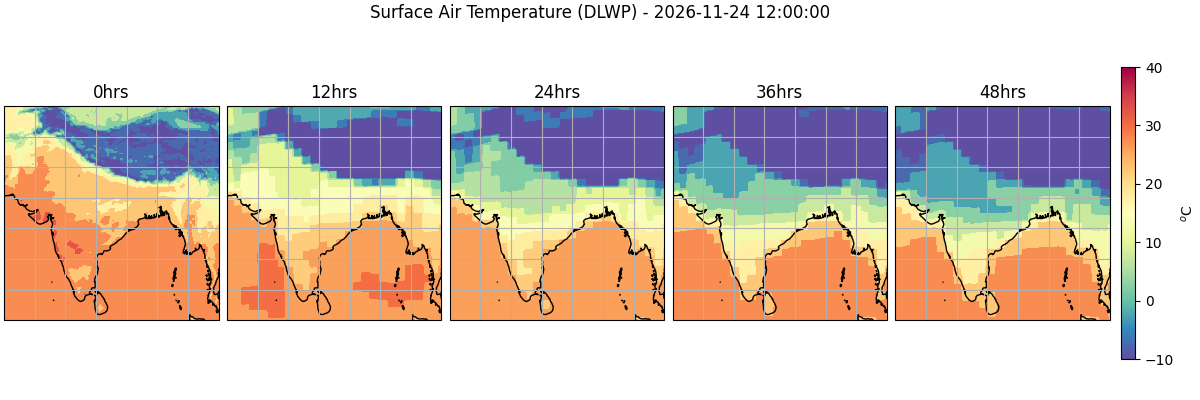 Surface Air Temperature (DLWP) - 2026-11-24 12:00:00
0hrs
12hrs
24hrs
36hrs
48hrs
40
30
20
10
0
−10
°C